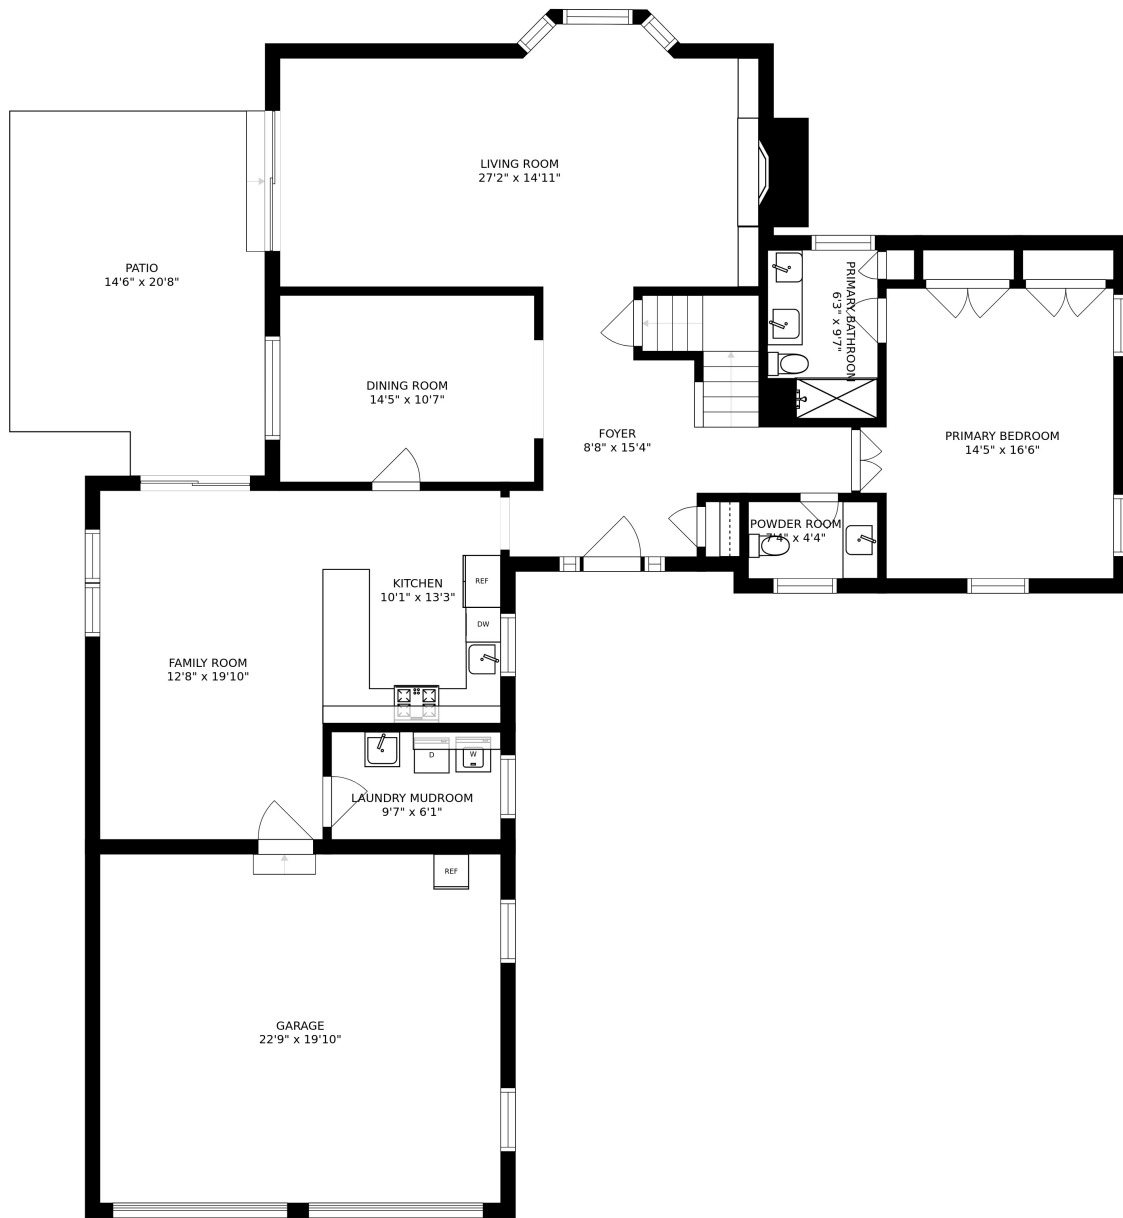 LIVING ROOM
27'2" x 14'11"
PATIO
14'6" x 20'8"
PRIMARY BATHROOM
6'3" x 9'7"
DINING ROOM
14'5" x 10'7"
FOYER
8'8" x 15'4"
PRIMARY BEDROOM
14'5" x 16'6"
POWDER ROOM
7'4" x 4'4"
KITCHEN
10'1" x 13'3"
REF
DW
FAMILY ROOM
12'8" x 19'10"
D
W
LAUNDRY MUDROOM
9'7" x 6'1"
REF
GARAGE
22'9" x 19'10"